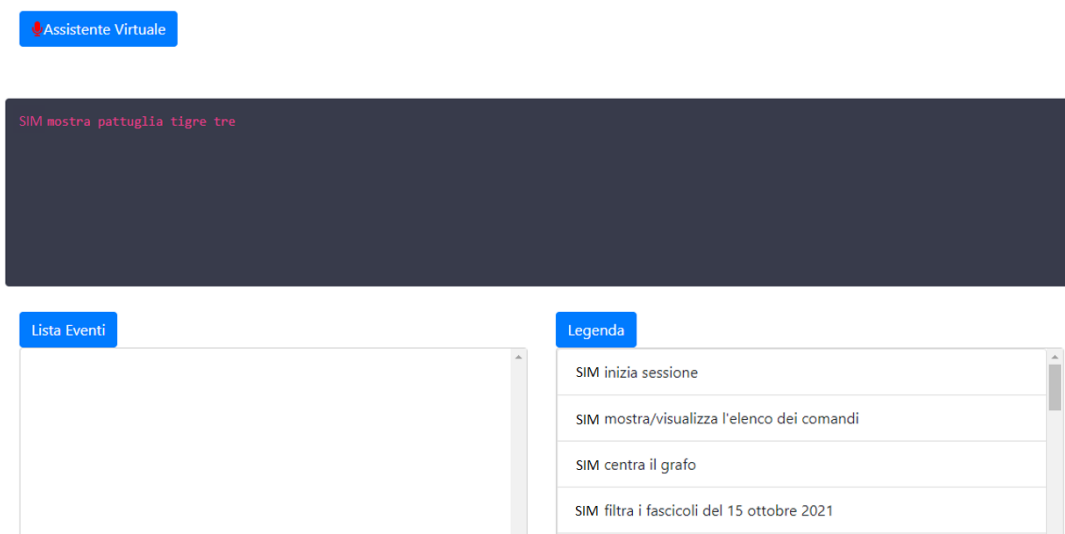 Assistente Virtuale
SIM mostra pattuglia tigre tre
Lista Eventi
Legenda
SIM inizia sessione
SIM mostra/visualizza l'elenco dei comandi
SIM centra il grafo
SIM filtra i fascicoli del 15 ottobre 2021